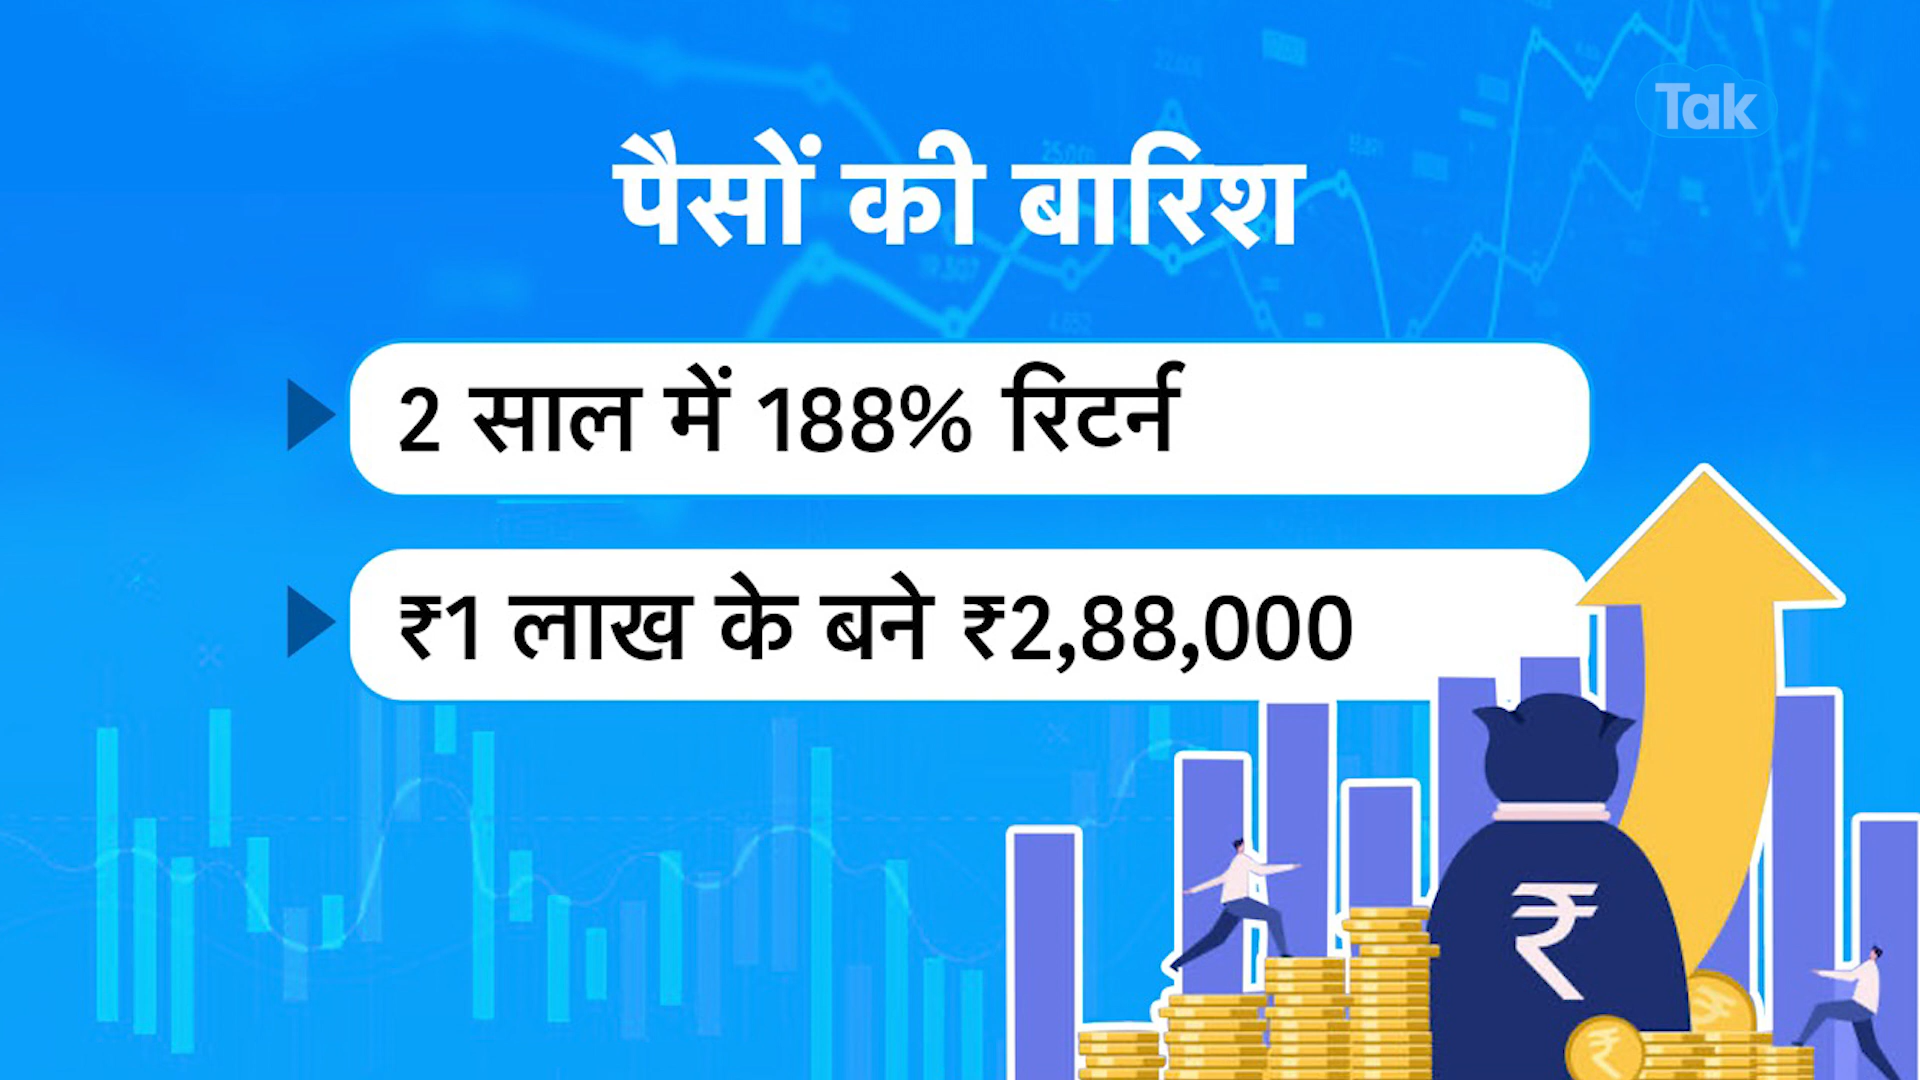 Tak
पैसों की बारिश
2 साल में 188% रिटर्न
₹1 लाख के बने ₹2,88,000
₹